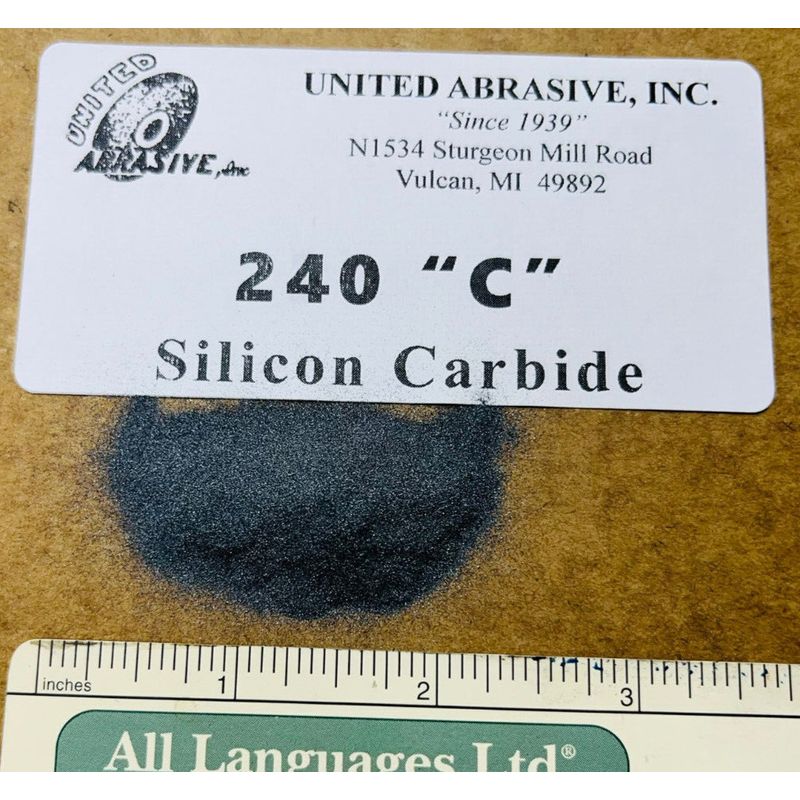 UNITED
ABRASIVE, Inc
UNITED ABRASIVE, INC.
“Since 1939”
N1534 Sturgeon Mill Road
Vulcan, MI 49892
240 “C”
Silicon Carbide
inches 1 2 3
All Languages Ltd®